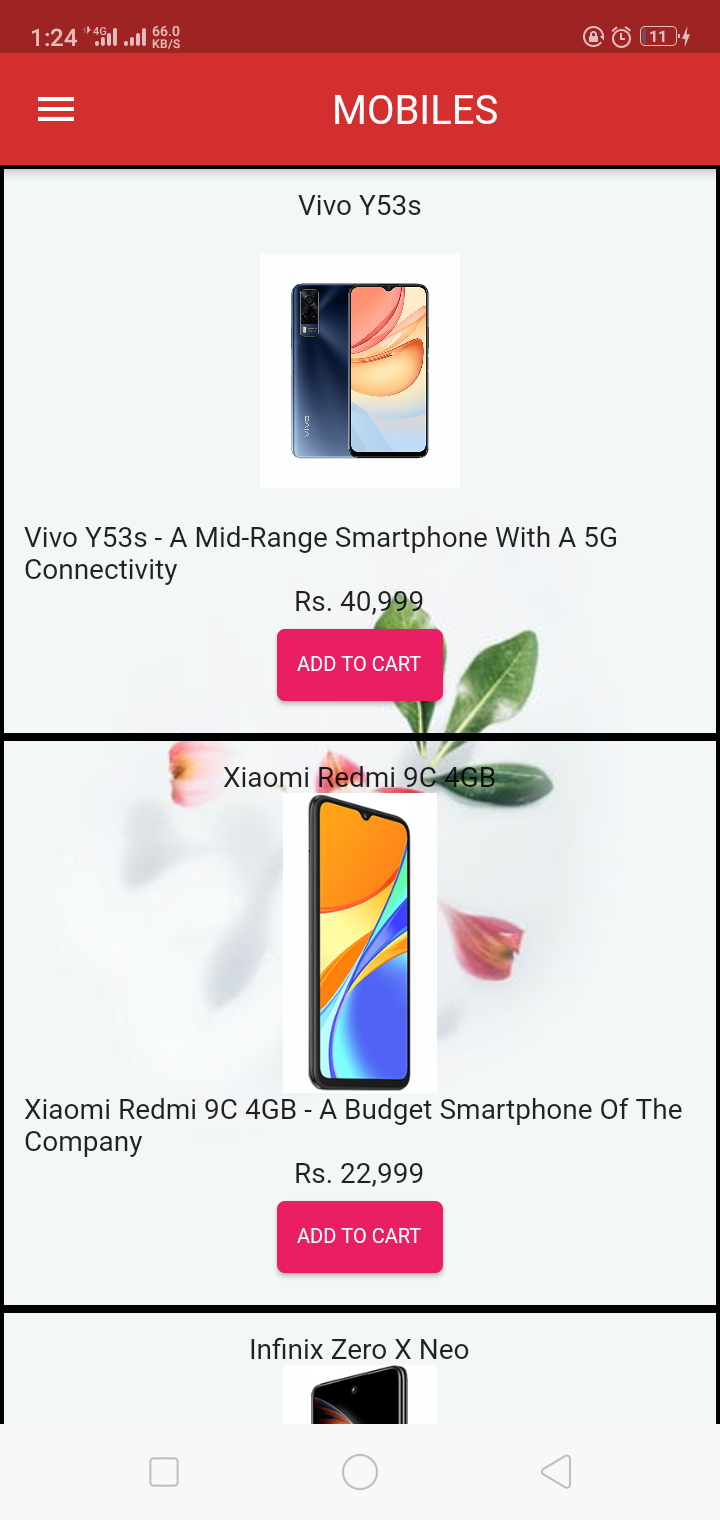 1:24 4G 66.0 KB/S 11
MOBILES
Vivo Y53s
vivo
Vivo Y53s - A Mid-Range Smartphone With A 5G
Connectivity
Rs. 40,999
ADD TO CART
Xiaomi Redmi 9C 4GB
Xiaomi Redmi 9C 4GB - A Budget Smartphone Of The
Company
Rs. 22,999
ADD TO CART
Infinix Zero X Neo